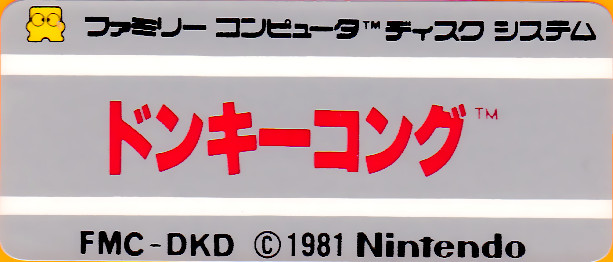 ファミリー コンピュータ™ ディスク システム
ドンキーコング™
FMC-DKD ©1981 Nintendo